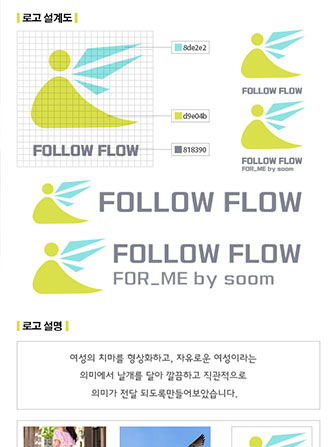 로고 설계도
8de2e2
d9e04b
818390
FOLLOW FLOW
FOLLOW FLOW
FOLLOW FLOW
FOR_ME by soom
FOLLOW FLOW
FOLLOW FLOW
FOR_ME by soom
로고 설명
여성의 치마를 형상화하고, 자유로운 여성이라는
의미에서 날개를 달아 깔끔하고 직관적으로
의미가 전달 되도록만들어보았습니다.